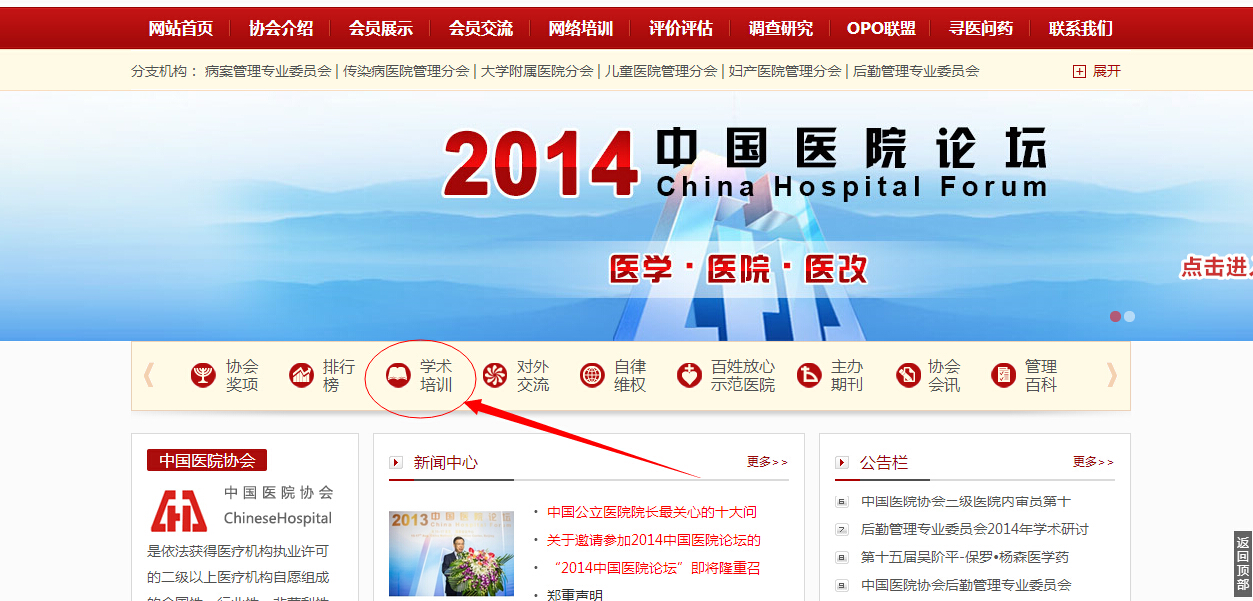 网站首页 协会介绍 会员展示 会员交流 网络培训 评价评估 调查研究 OPO联盟 寻医问药 联系我们
分支机构： 病案管理专业委员会 | 传染病医院管理分会 | 大学附属医院分会 | 儿童医院管理分会 | 妇产医院管理分会 | 后勤管理专业委员会 展开
2014 中国医院论坛
China Hospital Forum
医学·医院·医改
点击进入
协会奖项
排行榜
学术培训
对外交流
自律维权
百姓放心示范医院
主办期刊
协会会讯
管理百科
中国医院协会
中国医院协会
ChineseHospital
是依法获得医疗机构执业许可
的二级以上医疗机构自愿组成
新闻中心 更多>>
2013 中国医院论坛
· 中国公立医院院长最关心的十大问
· 关于邀请参加2014中国医院论坛的
· “2014中国医院论坛”即将隆重召
· 郑重声明
公告栏 更多>>
中国医院协会三级医院内审员第十
后勤管理专业委员会2014年学术研讨
第十五届吴阶平-保罗•杨森医学药
中国医院协会后勤管理专业委员会
返回顶部